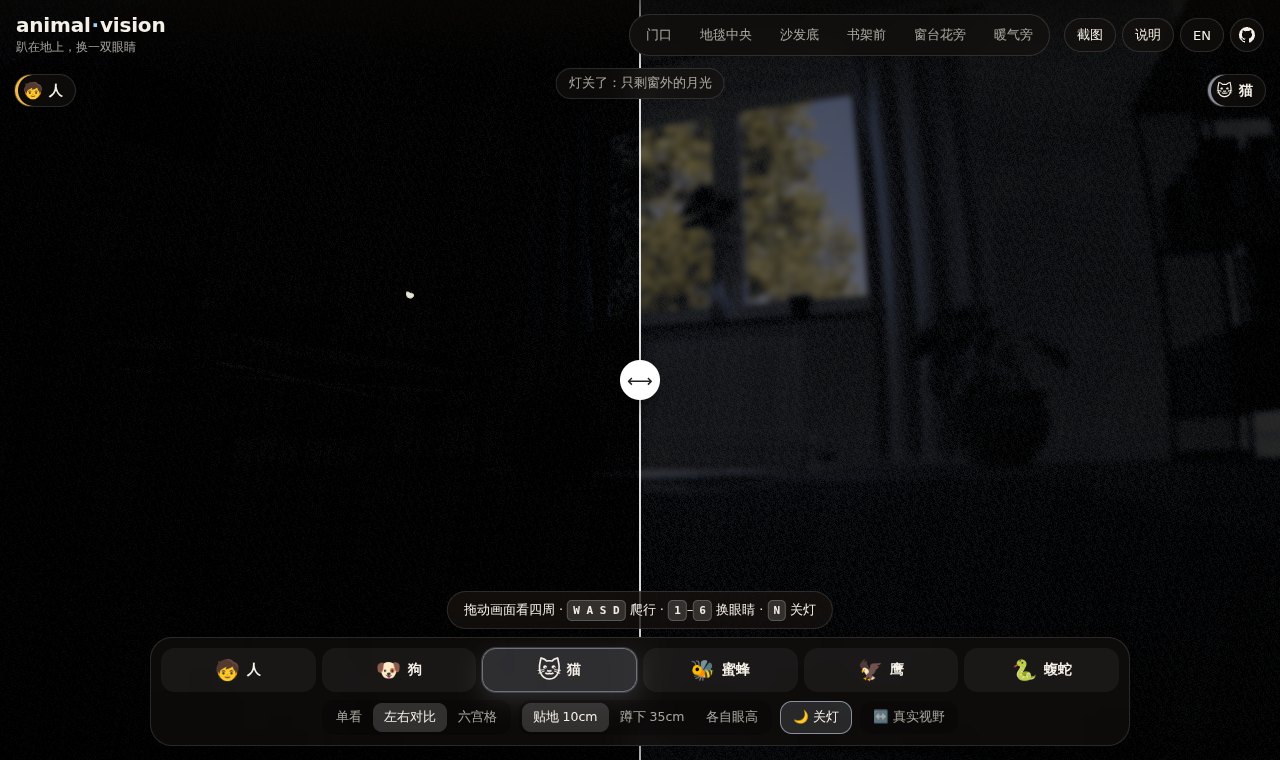 animal·vision
趴在地上，换一双眼睛
门口 地毯中央 沙发底 书架前 窗台花旁 暖气旁
截图 说明 EN
灯关了：只剩窗外的月光
人
猫
拖动画面看四周 · W A S D 爬行 · 1–6 换眼睛 · N 关灯
人 狗 猫 蜜蜂 鹰 蝮蛇
单看 左右对比 六宫格 贴地 10cm 蹲下 35cm 各自眼高 关灯 真实视野